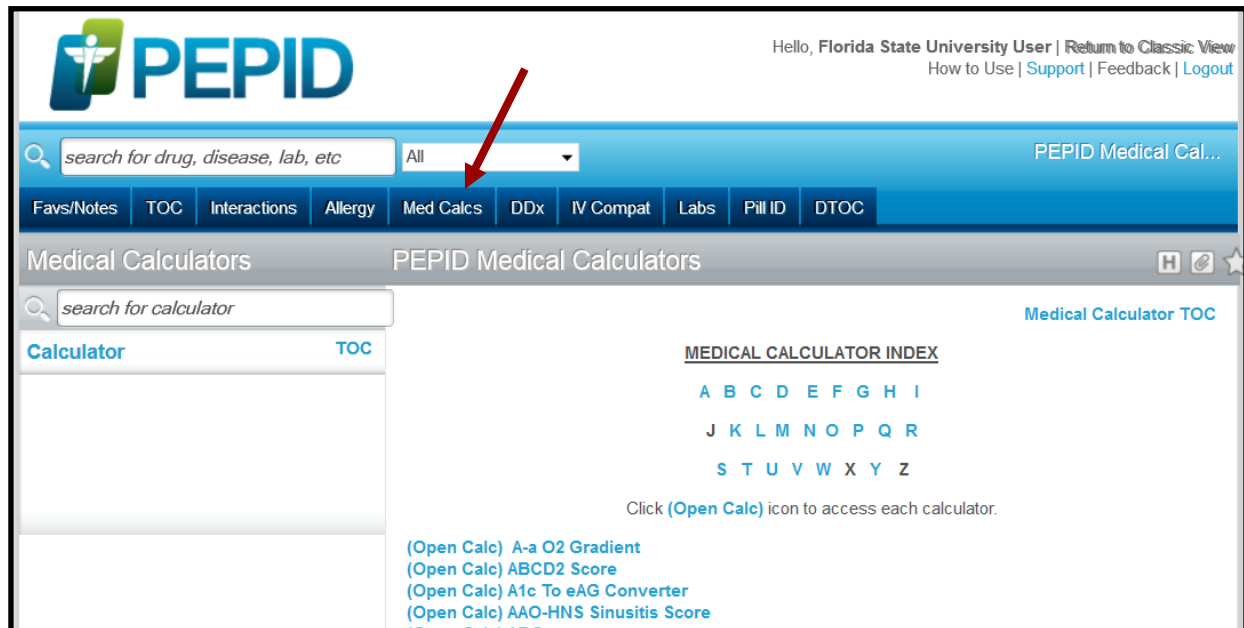 PEPID
Hello, Florida State University User | Return to Classic View
How to Use | Support | Feedback | Logout
search for drug, disease, lab, etc All PEPID Medical Cal...
Favs/Notes TOC Interactions Allergy Med Calcs DDx IV Compat Labs Pill ID DTOC
Medical Calculators PEPID Medical Calculators H
search for calculator
Medical Calculator TOC
Calculator TOC
MEDICAL CALCULATOR INDEX
A B C D E F G H I
J K L M N O P Q R
S T U V W X Y Z
Click (Open Calc) icon to access each calculator.
(Open Calc) A-a O2 Gradient
(Open Calc) ABCD2 Score
(Open Calc) A1c To eAG Converter
(Open Calc) AAO-HNS Sinusitis Score